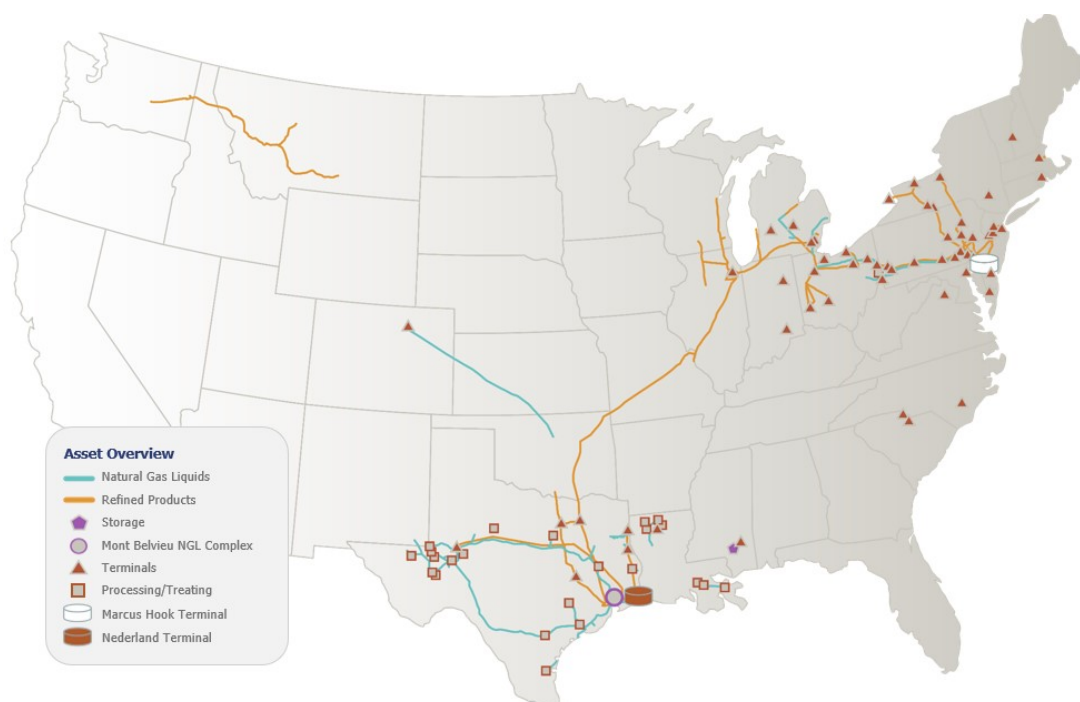 Asset Overview
Natural Gas Liquids
Refined Products
Storage
Mont Belvieu NGL Complex
Terminals
Processing/Treating
Marcus Hook Terminal
Nederland Terminal